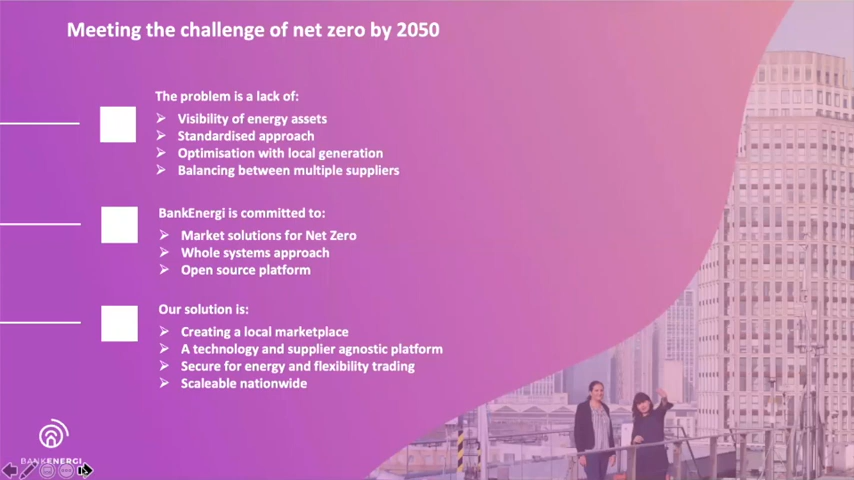 Meeting the challenge of net zero by 2050
The problem is a lack of:
Visibility of energy assets
Standardised approach
Optimisation with local generation
Balancing between multiple suppliers
BankEnergi is committed to:
Market solutions for Net Zero
Whole systems approach
Open source platform
Our solution is:
Creating a local marketplace
A technology and supplier agnostic platform
Secure for energy and flexibility trading
Scaleable nationwide
BANKENERGI